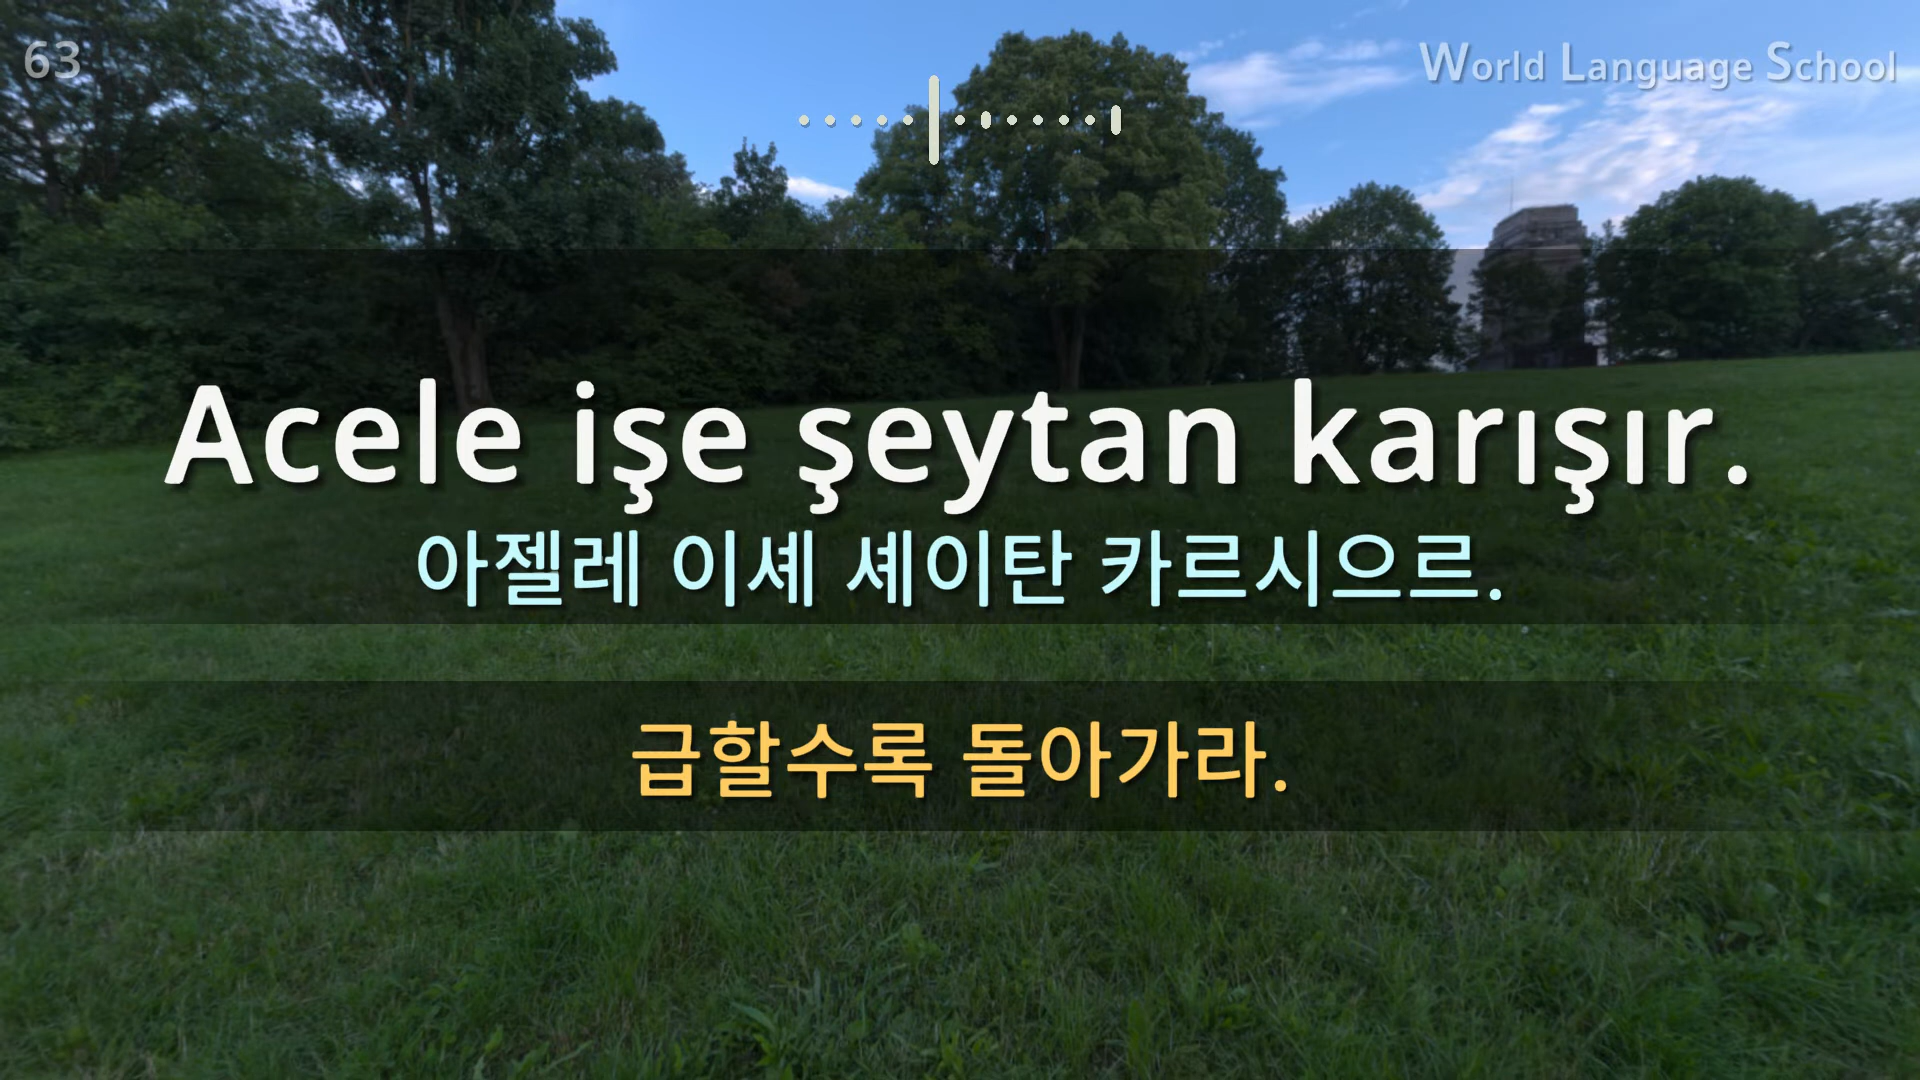 63
World Language School
Acele işe şeytan karışır.
아젤레 이셰 셰이탄 카르시으르.
급할수록 돌아가라.